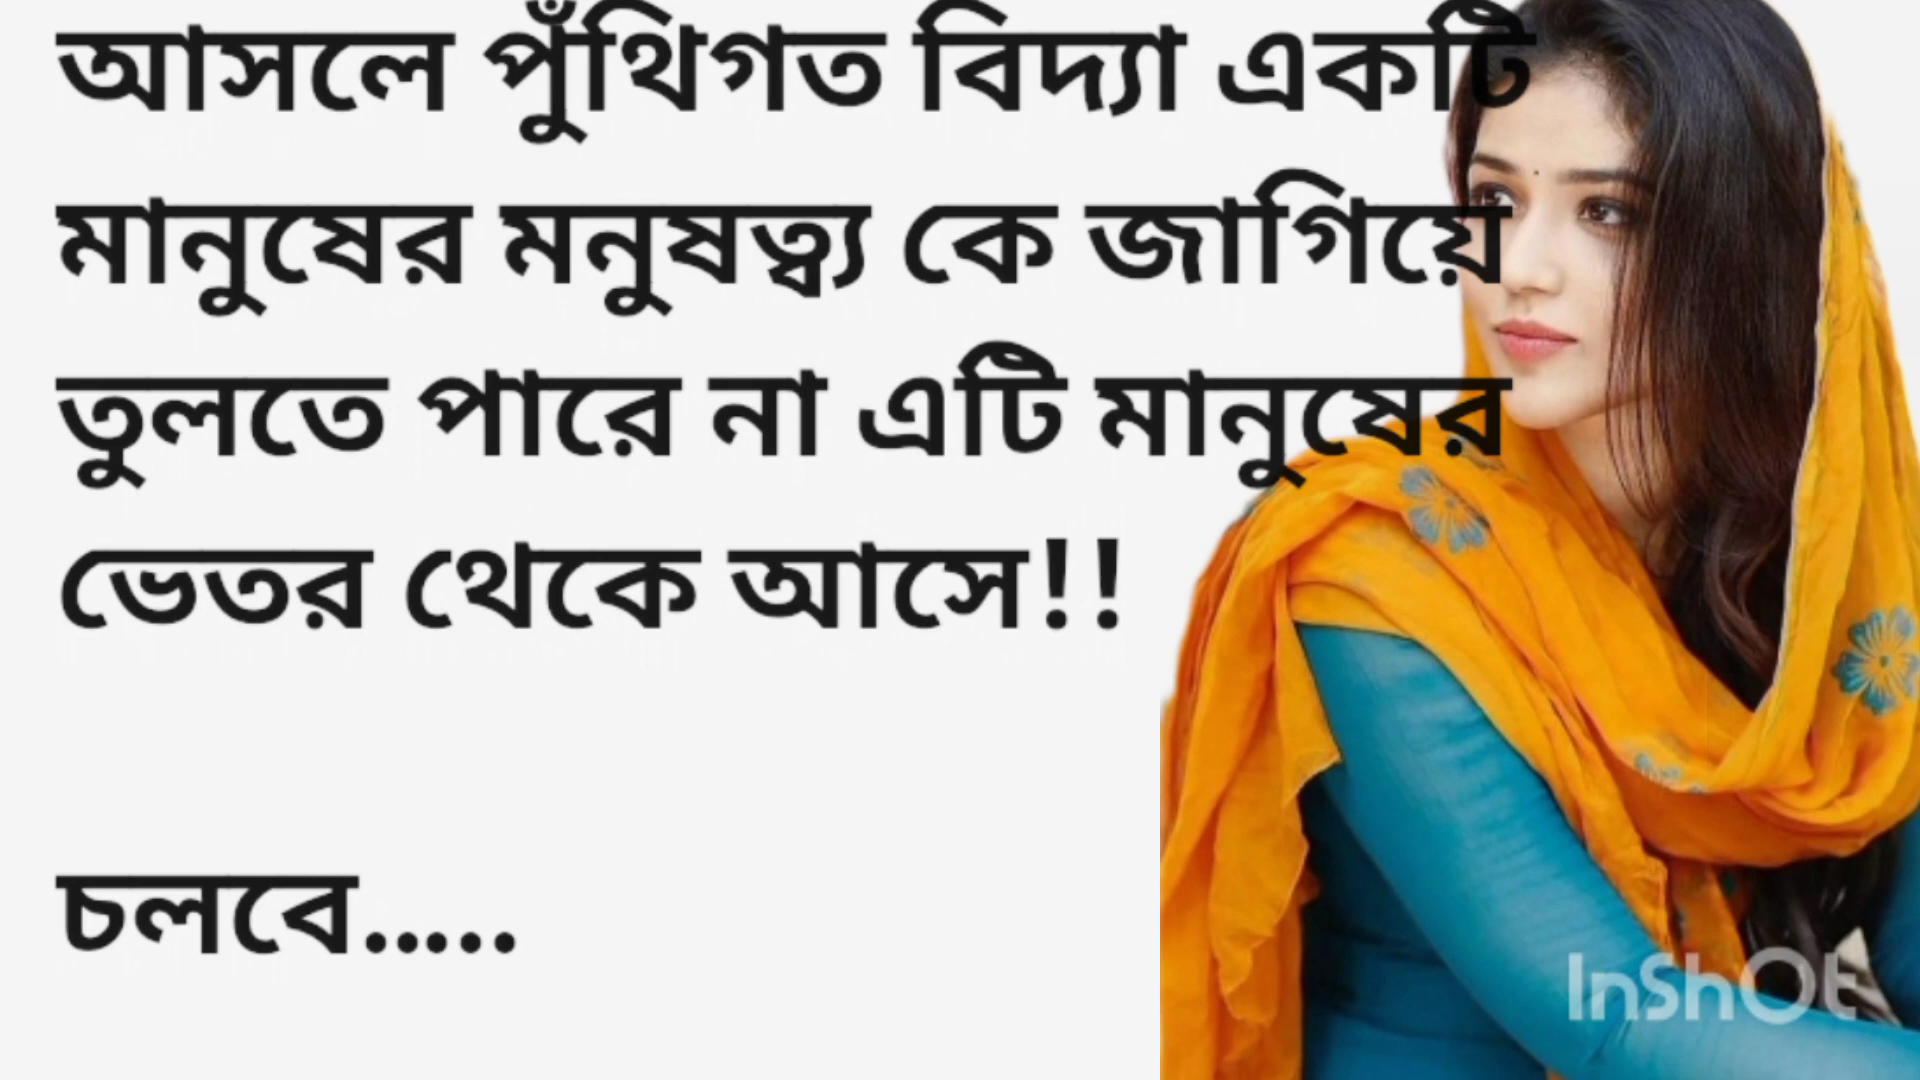 আসলে পুঁথিগত বিদ্যা একটি
মানুষের মনুষত্ব্য কে জাগিয়ে
তুলতে পারে না এটি মানুষের
ভেতর থেকে আসে!!
চলবে.....
InShOt